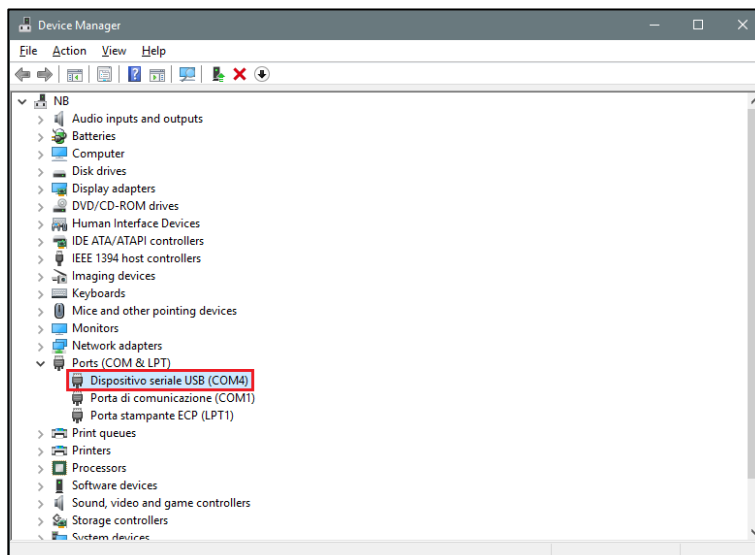 Device Manager
File Action View Help
NB
Audio inputs and outputs
Batteries
Computer
Disk drives
Display adapters
DVD/CD-ROM drives
Human Interface Devices
IDE ATA/ATAPI controllers
IEEE 1394 host controllers
Imaging devices
Keyboards
Mice and other pointing devices
Monitors
Network adapters
Ports (COM & LPT)
Dispositivo seriale USB (COM4)
Porta di comunicazione (COM1)
Porta stampante ECP (LPT1)
Print queues
Printers
Processors
Software devices
Sound, video and game controllers
Storage controllers
System devices